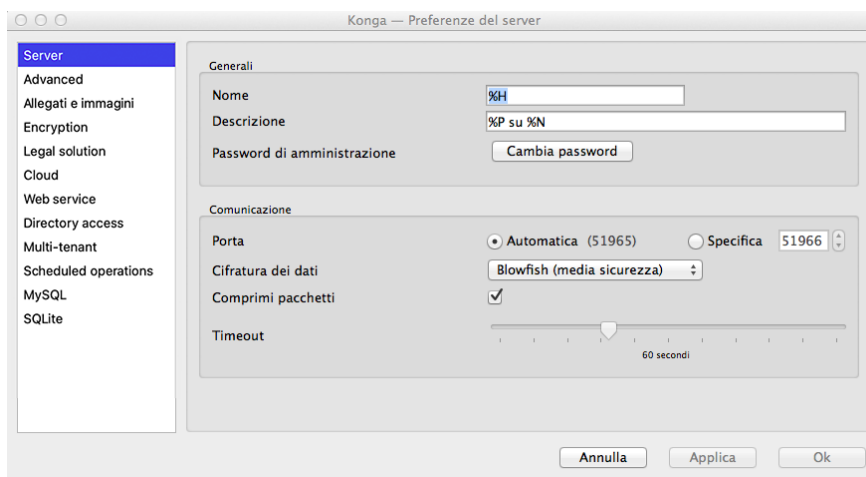 Konga — Preferenze del server
Server
Advanced
Allegati e immagini
Encryption
Legal solution
Cloud
Web service
Directory access
Multi-tenant
Scheduled operations
MySQL
SQLite
Generali
Nome %H
Descrizione %P su %N
Password di amministrazione Cambia password
Comunicazione
Porta Automatica (51965) Specifica 51966
Cifratura dei dati Blowfish (media sicurezza)
Comprimi pacchetti
Timeout
60 secondi
Annulla Applica Ok